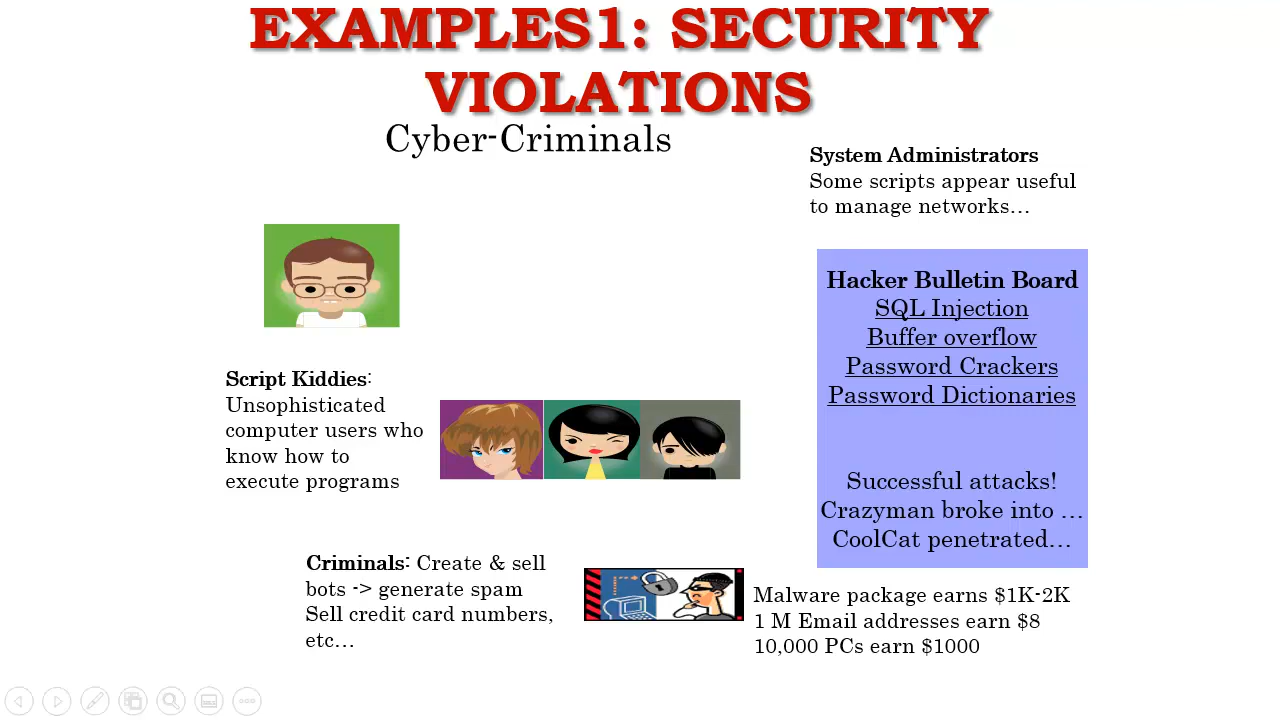 EXAMPLES1: SECURITY
VIOLATIONS
Cyber-Criminals
System Administrators
Some scripts appear useful
to manage networks…
Hacker Bulletin Board
SQL Injection
Buffer overflow
Password Crackers
Password Dictionaries
Successful attacks!
Crazyman broke into …
CoolCat penetrated…
Script Kiddies:
Unsophisticated
computer users who
know how to
execute programs
Criminals: Create & sell
bots -> generate spam
Sell credit card numbers,
etc…
Malware package earns $1K-2K
1 M Email addresses earn $8
10,000 PCs earn $1000